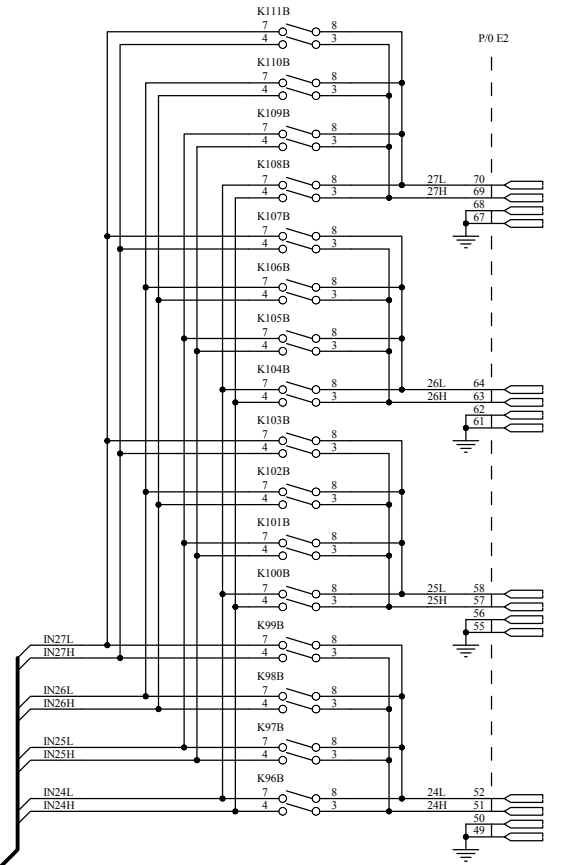 K111B
7 8
4 3
P/0 E2
K110B
7 8
4 3
K109B
7 8
4 3
K108B
7 8 27L 70
4 3 27H 69
68
67
K107B
7 8
4 3
K106B
7 8
4 3
K105B
7 8
4 3
K104B
7 8 26L 64
4 3 26H 63
62
61
K103B
7 8
4 3
K102B
7 8
4 3
K101B
7 8
4 3
K100B
7 8 25L 58
4 3 25H 57
56
55
K99B
IN27L 7 8
IN27H 4 3
K98B
IN26L 7 8
IN26H 4 3
K97B
IN25L 7 8
IN25H 4 3
K96B
IN24L 7 8 24L 52
IN24H 4 3 24H 51
50
49